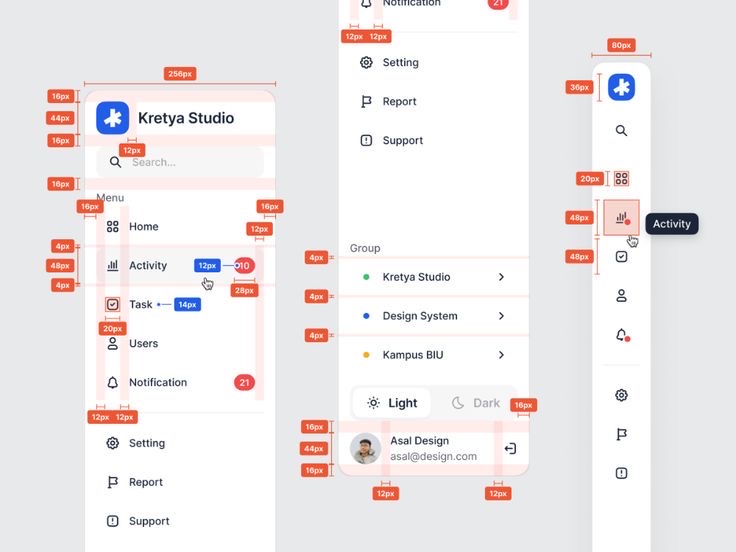 256px
16px
44px
16px
Kretya Studio
12px
Search...
16px
Menu
16px
16px
Home
12px
4px
48px
4px
Activity
12px
10
28px
Task
14px
20px
Users
Notification
21
12px
12px
Setting
Report
Support
Notification
21
12px
12px
Setting
Report
Support
Group
4px
Kretya Studio
4px
Design System
4px
Kampus BIU
Light
Dark
16px
16px
44px
16px
Asal Design
asal@design.com
12px
12px
80px
36px
20px
48px
Activity
48px